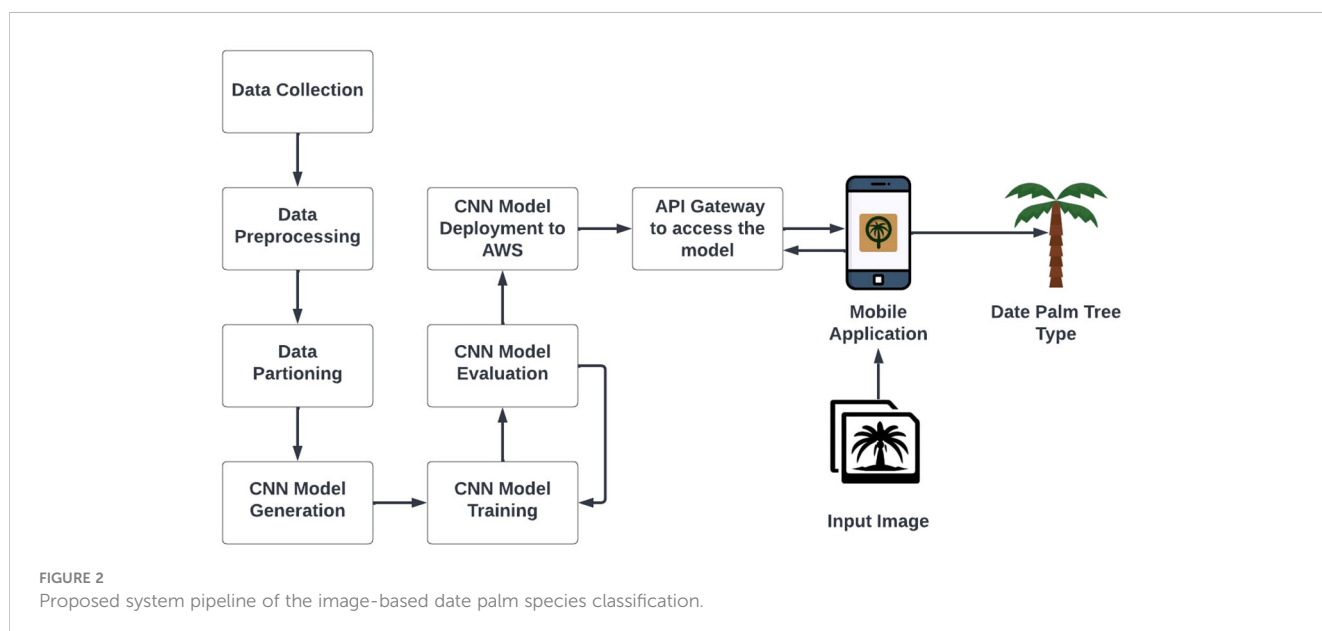 Data Collection
Data
Preprocessing
Data
Partioning
CNN Model
Generation
CNN Model
Training
CNN Model
Evaluation
CNN Model
Deployment to
AWS
API Gateway
to access the
model
Mobile
Application
Input Image
Date Palm Tree
Type
FIGURE 2
Proposed system pipeline of the image-based date palm species classification.